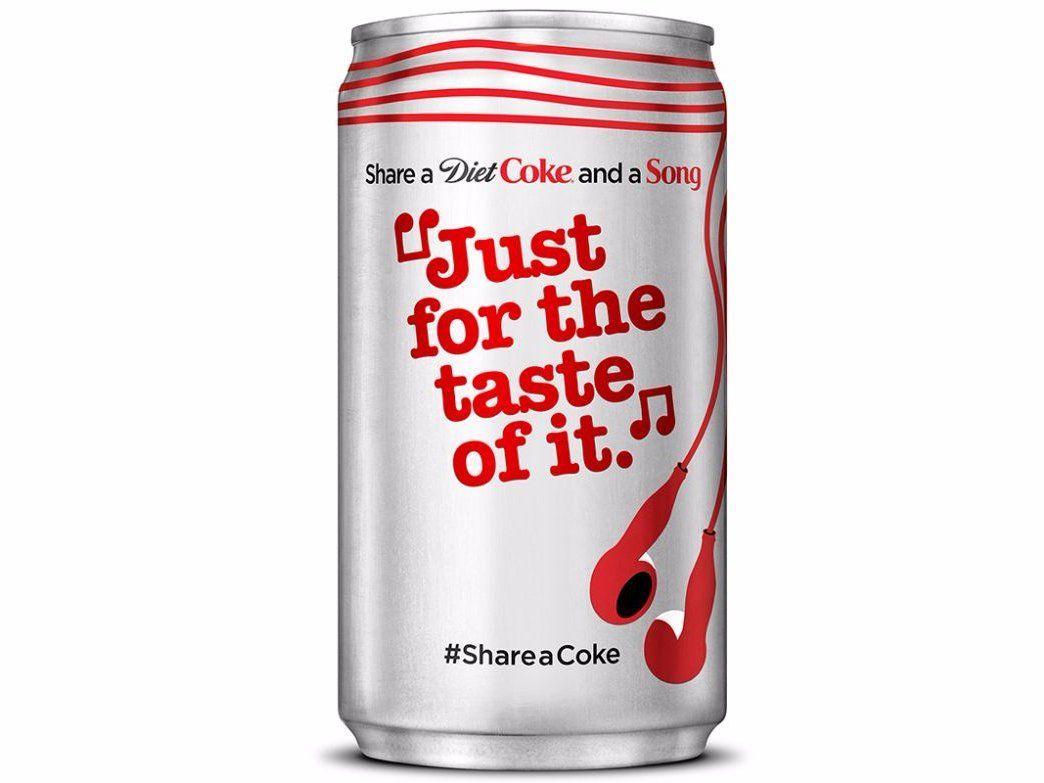 Share a Diet Coke and a Song
Just
for the
taste
of it.
#ShareaCoke